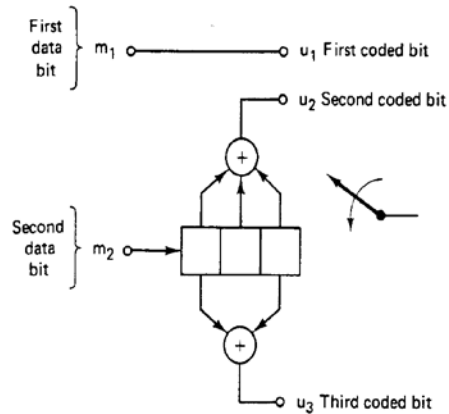 First
data
bit
m1
u1 First coded bit
u2 Second coded bit
+
Second
data
bit
m2
+
u3 Third coded bit